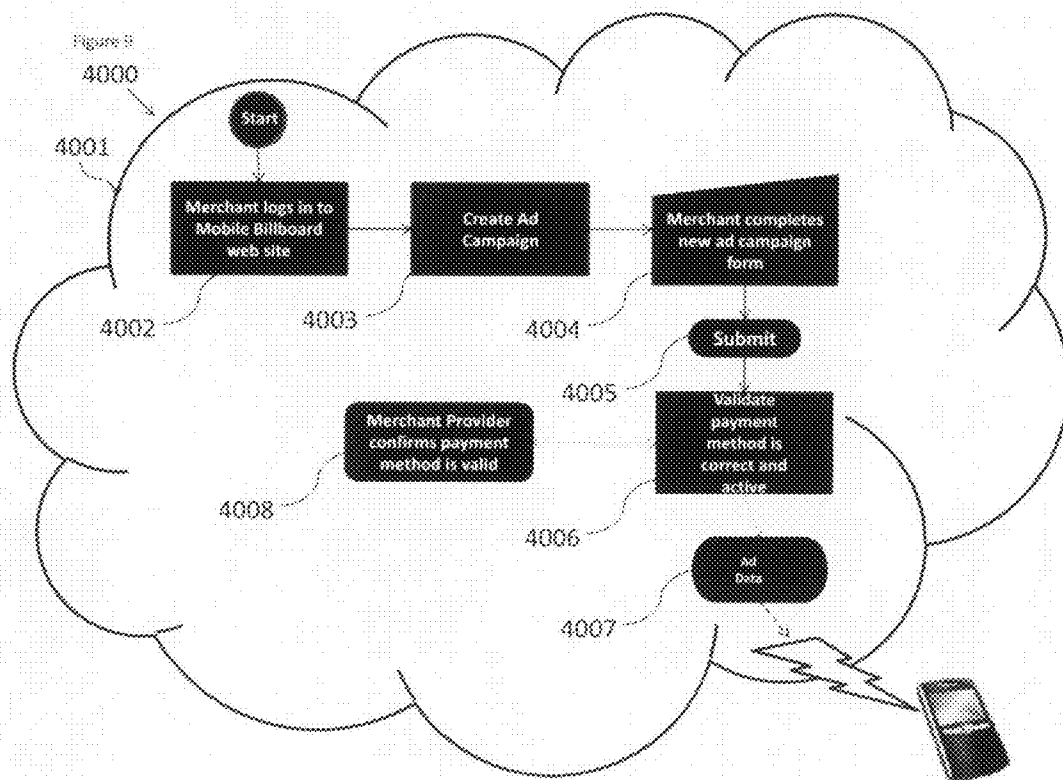 Figure 9
4000
4001
Start
Merchant logs in to
Mobile Billboard
web site
4002
Create Ad
Campaign
4003
Merchant completes
new ad campaign
form
4004
Submit
4005
Validate
payment
method is
correct and
active
4006
Merchant Provider
confirms payment
method is valid
4008
Ad
Data
4007